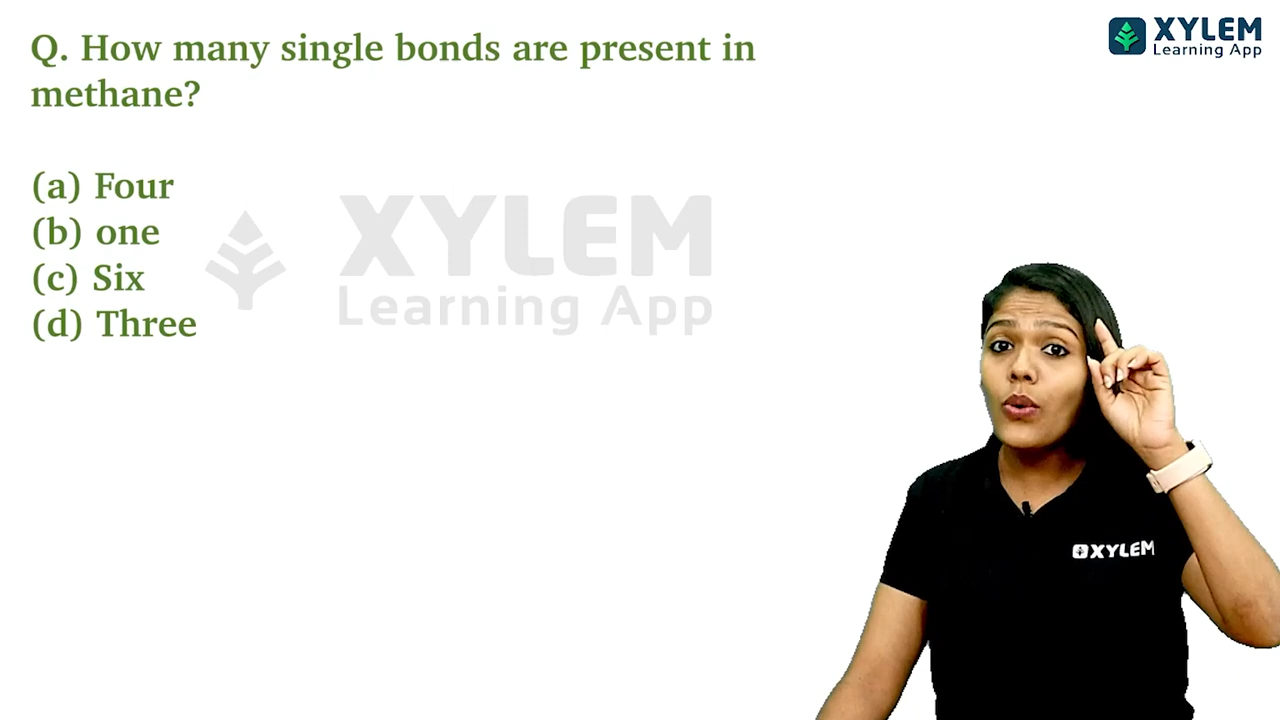 Q. How many single bonds are present in
methane?
(a) Four
(b) one
(c) Six
(d) Three
XYLEM
Learning App
XYLEM
Learning App
XYLEM